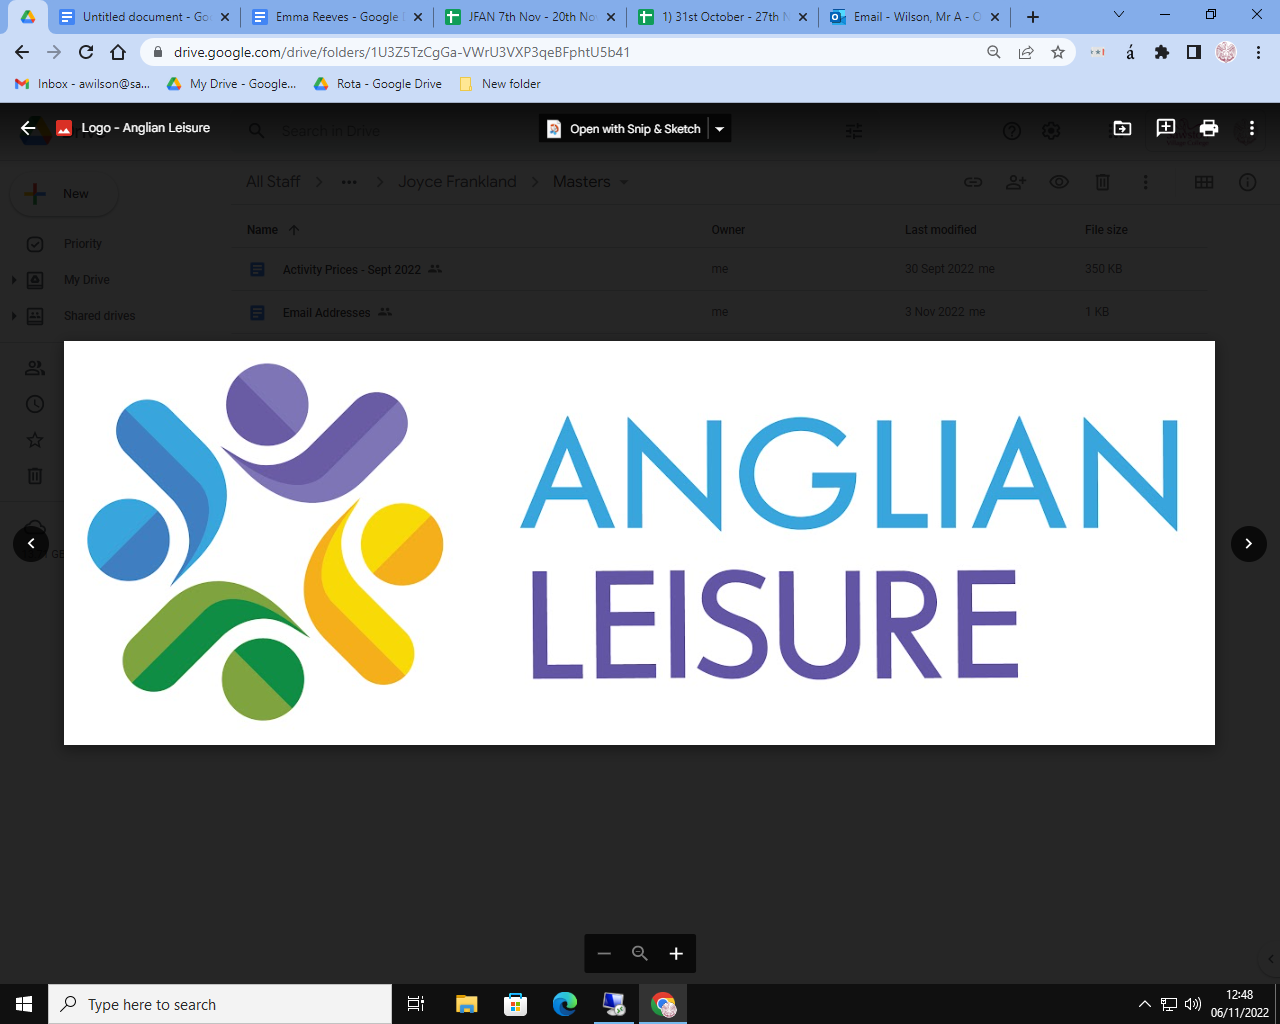 Untitled document - Go
Emma Reeves - Google
JFAN 7th Nov - 20th No
1) 31st October - 27th
Email - Wilson, Mr A - O
drive.google.com/drive/folders/1U3Z5TzCgGa-VWrU3VXP3qeBFphtU5b41
Inbox - awilson@sa...
My Drive - Google...
Rota - Google Drive
New folder
Logo - Anglian Leisure
Search in Drive
Open with Snip & Sketch
New
All Staff
Joyce Frankland
Masters
Name
Owner
Last modified
File size
Priority
My Drive
Shared drives
Activity Prices - Sept 2022
me
30 Sept 2022 me
350 KB
Email Addresses
me
3 Nov 2022 me
1 KB
ANGLIAN
LEISURE
Type here to search
12:48
06/11/2022